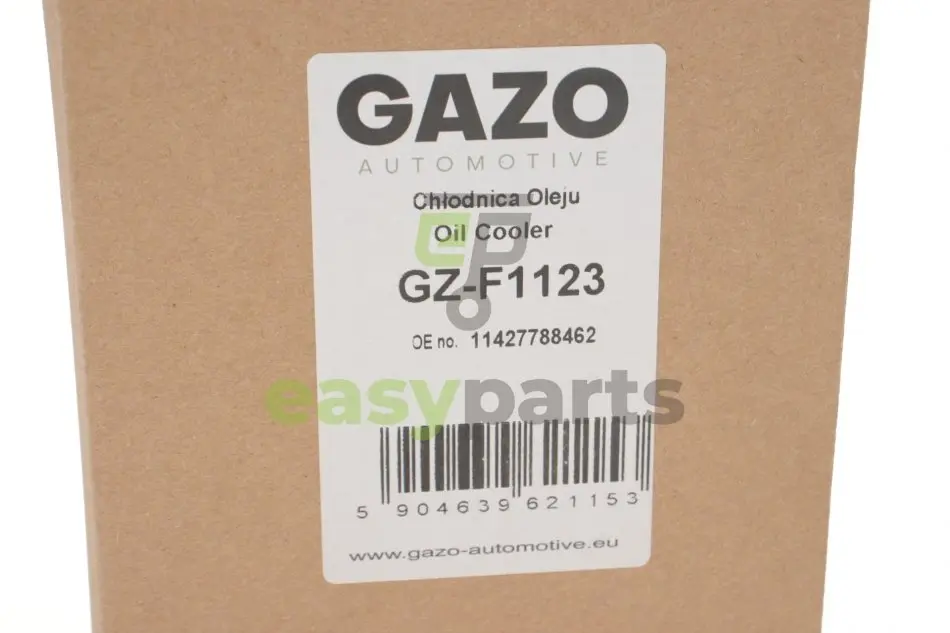 GAZO
AUTOMOTIVE
Chłodnica Oleju
Oil Cooler
GZ-F1123
OE no. 11427788462
easyparts
5 904639 621153
www.gazo-automotive.eu